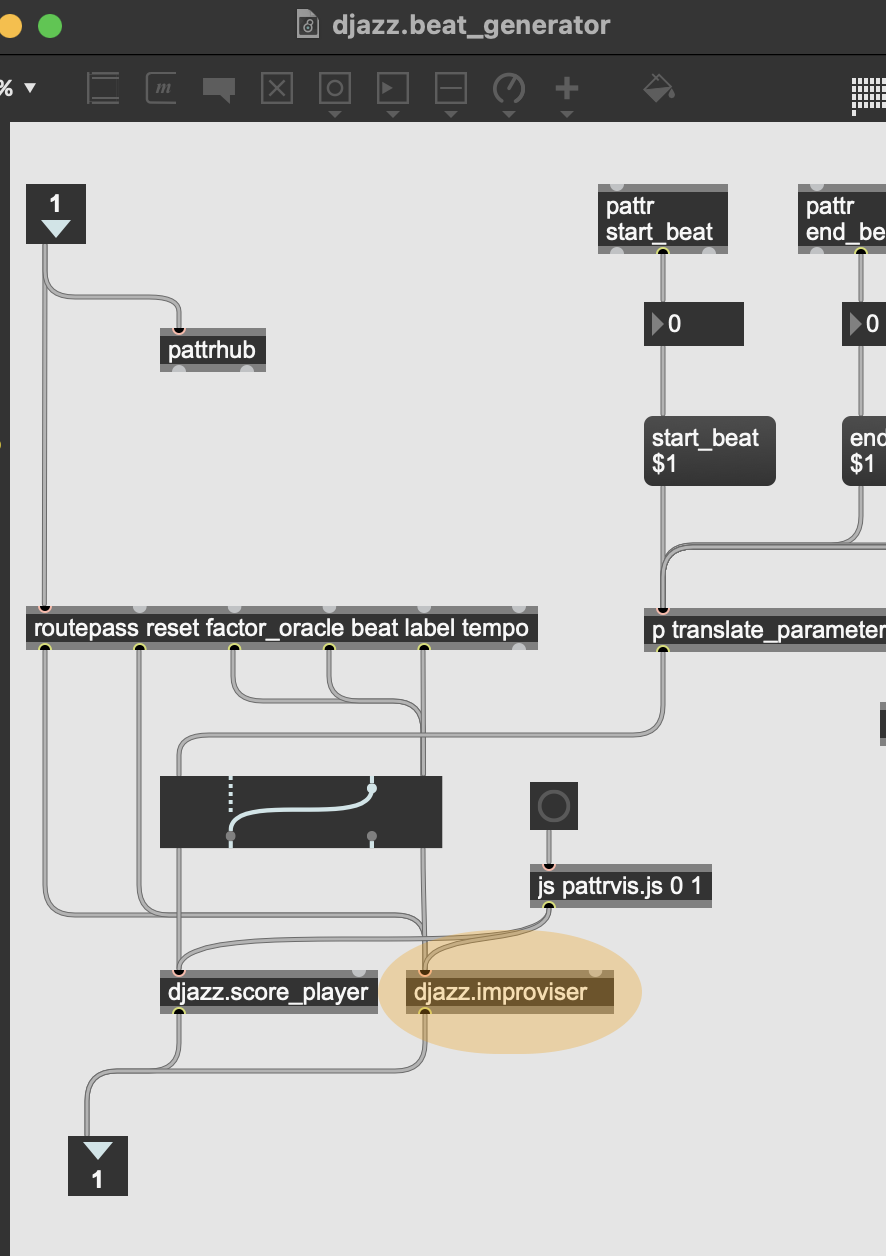 djazz.beat_generator
%
m
1
pattr
start_beat
pattr
end_be
0
0
pattrhub
start_beat
$1
end
$1
routepass reset factor_oracle beat label tempo
p translate_parameter
js pattrvis.js 0 1
djazz.score_player
djazz.improviser
1